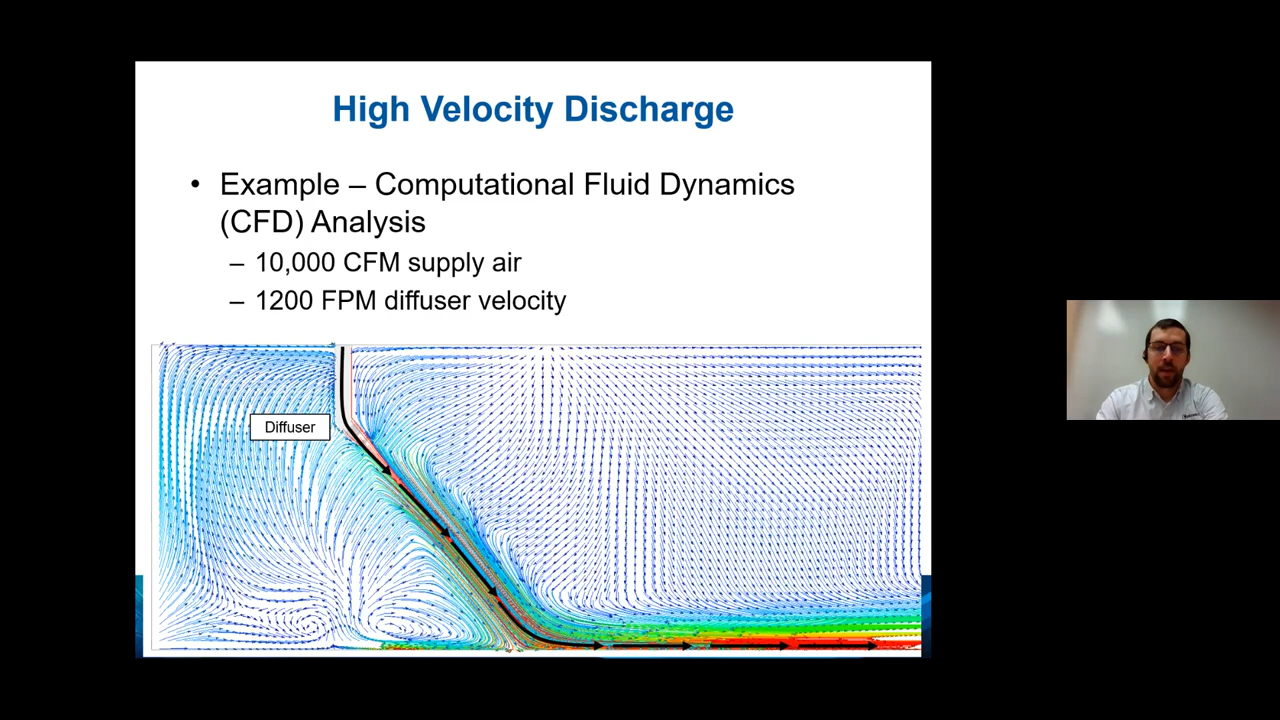 High Velocity Discharge
• Example – Computational Fluid Dynamics
(CFD) Analysis
– 10,000 CFM supply air
– 1200 FPM diffuser velocity
Diffuser